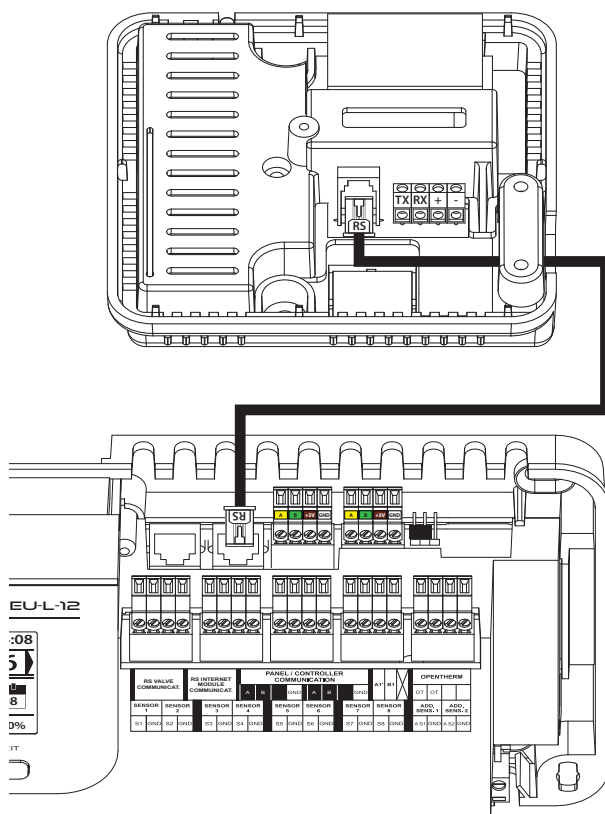 TX RX + -
RS
RS
A B +5V GND A B +5V GND
EU-L-12
:08
%
RS VALVE COMMUNICAT. RS INTERNET MODULE COMMUNICAT. PANEL / CONTROLLER COMMUNICATION A1' B1 OPENTHERM
A B GND A B GND OT OT
SENSOR 1 SENSOR 2 SENSOR 3 SENSOR 4 SENSOR 5 SENSOR 6 SENSOR 7 SENSOR 8 ADD. SENS. 1 ADD. SENS. 2
S1 GND S2 GND S3 GND S4 GND S5 GND S6 GND S7 GND S8 GND A S1 GND A S2 GND